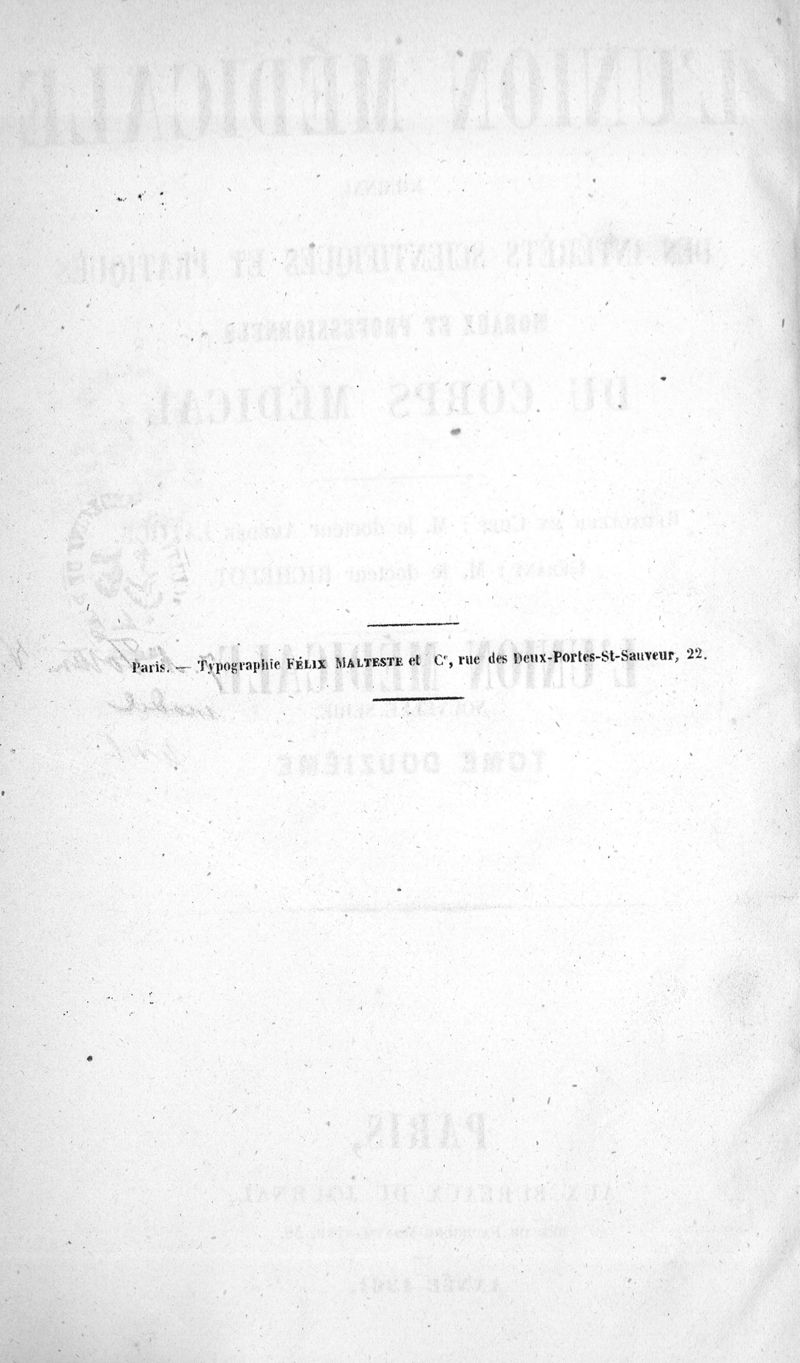 Paris. — Typographie FÉLIX MALTESTE et Cᵉ, rue des Deux-Portes-St-Sauveur, 22.